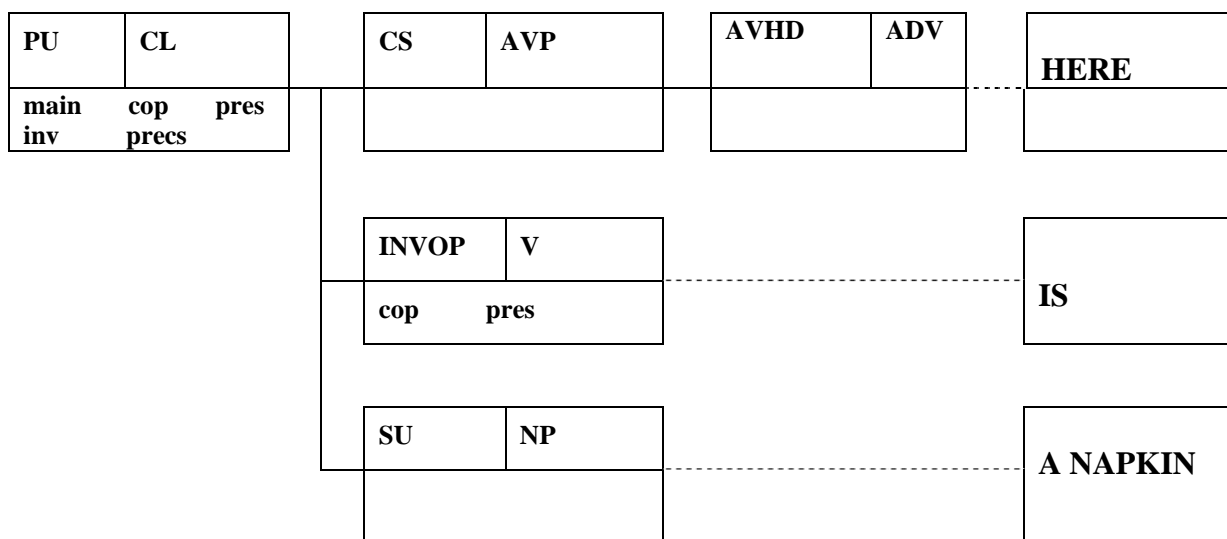 PU CL CS AVP AVHD ADV HERE
main cop pres
inv precs
INVOP V IS
cop pres
SU NP A NAPKIN